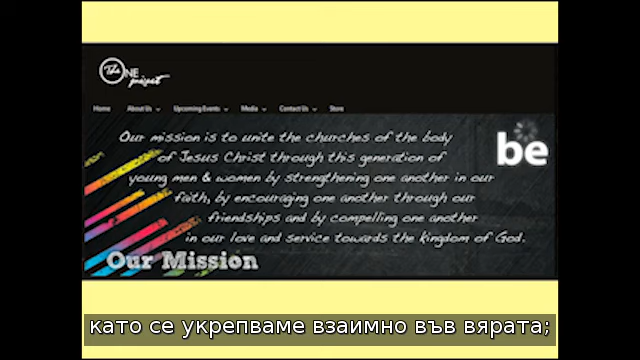 The ONE
project
Home About Us Upcoming Events Media Contact Us Store
Our mission is to unite the churches of the body
of Jesus Christ through this generation of
young men & women by strengthening one another in our
faith, by encouraging one another through our
friendships and by compelling one another
in our love and service towards the kingdom of God.
be
Our Mission
като се укрепваме взаимно във вярата;